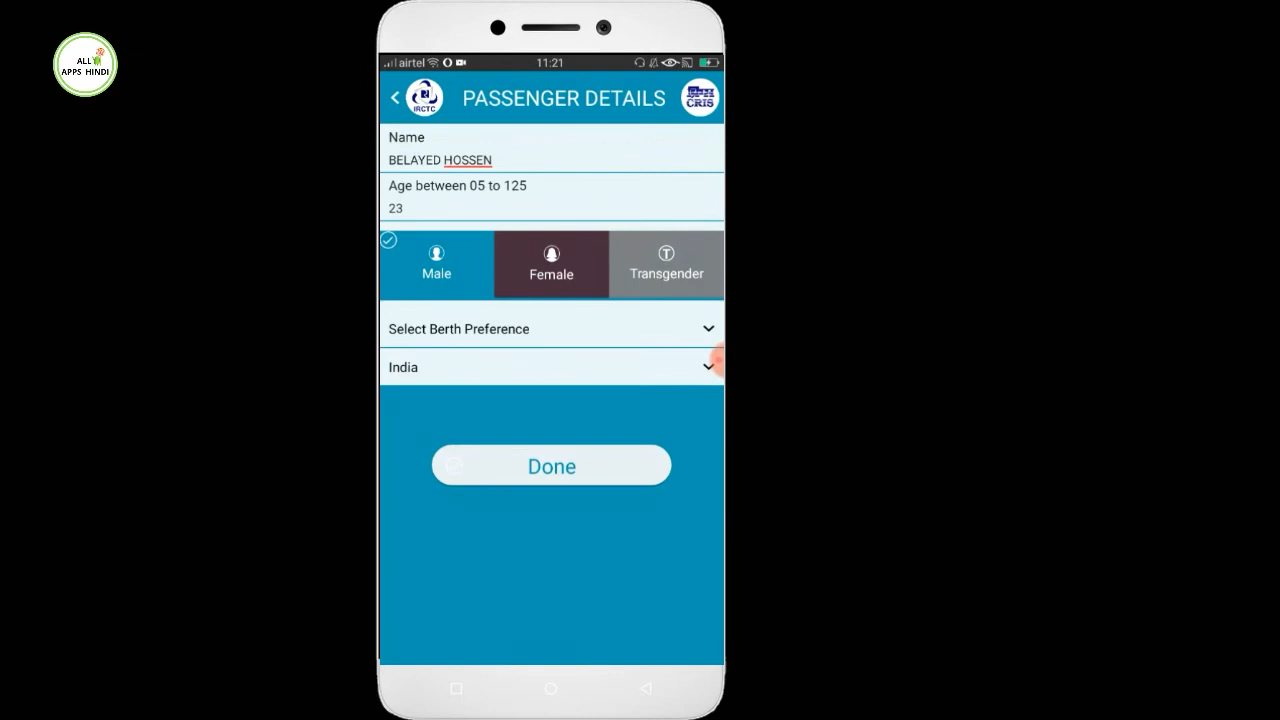 ALL
APPS HINDI
airtel 11:21
IRCTC
PASSENGER DETAILS
CRIS
Name
BELAYED HOSSEN
Age between 05 to 125
23
Male
Female
T
Transgender
Select Berth Preference
India
Done